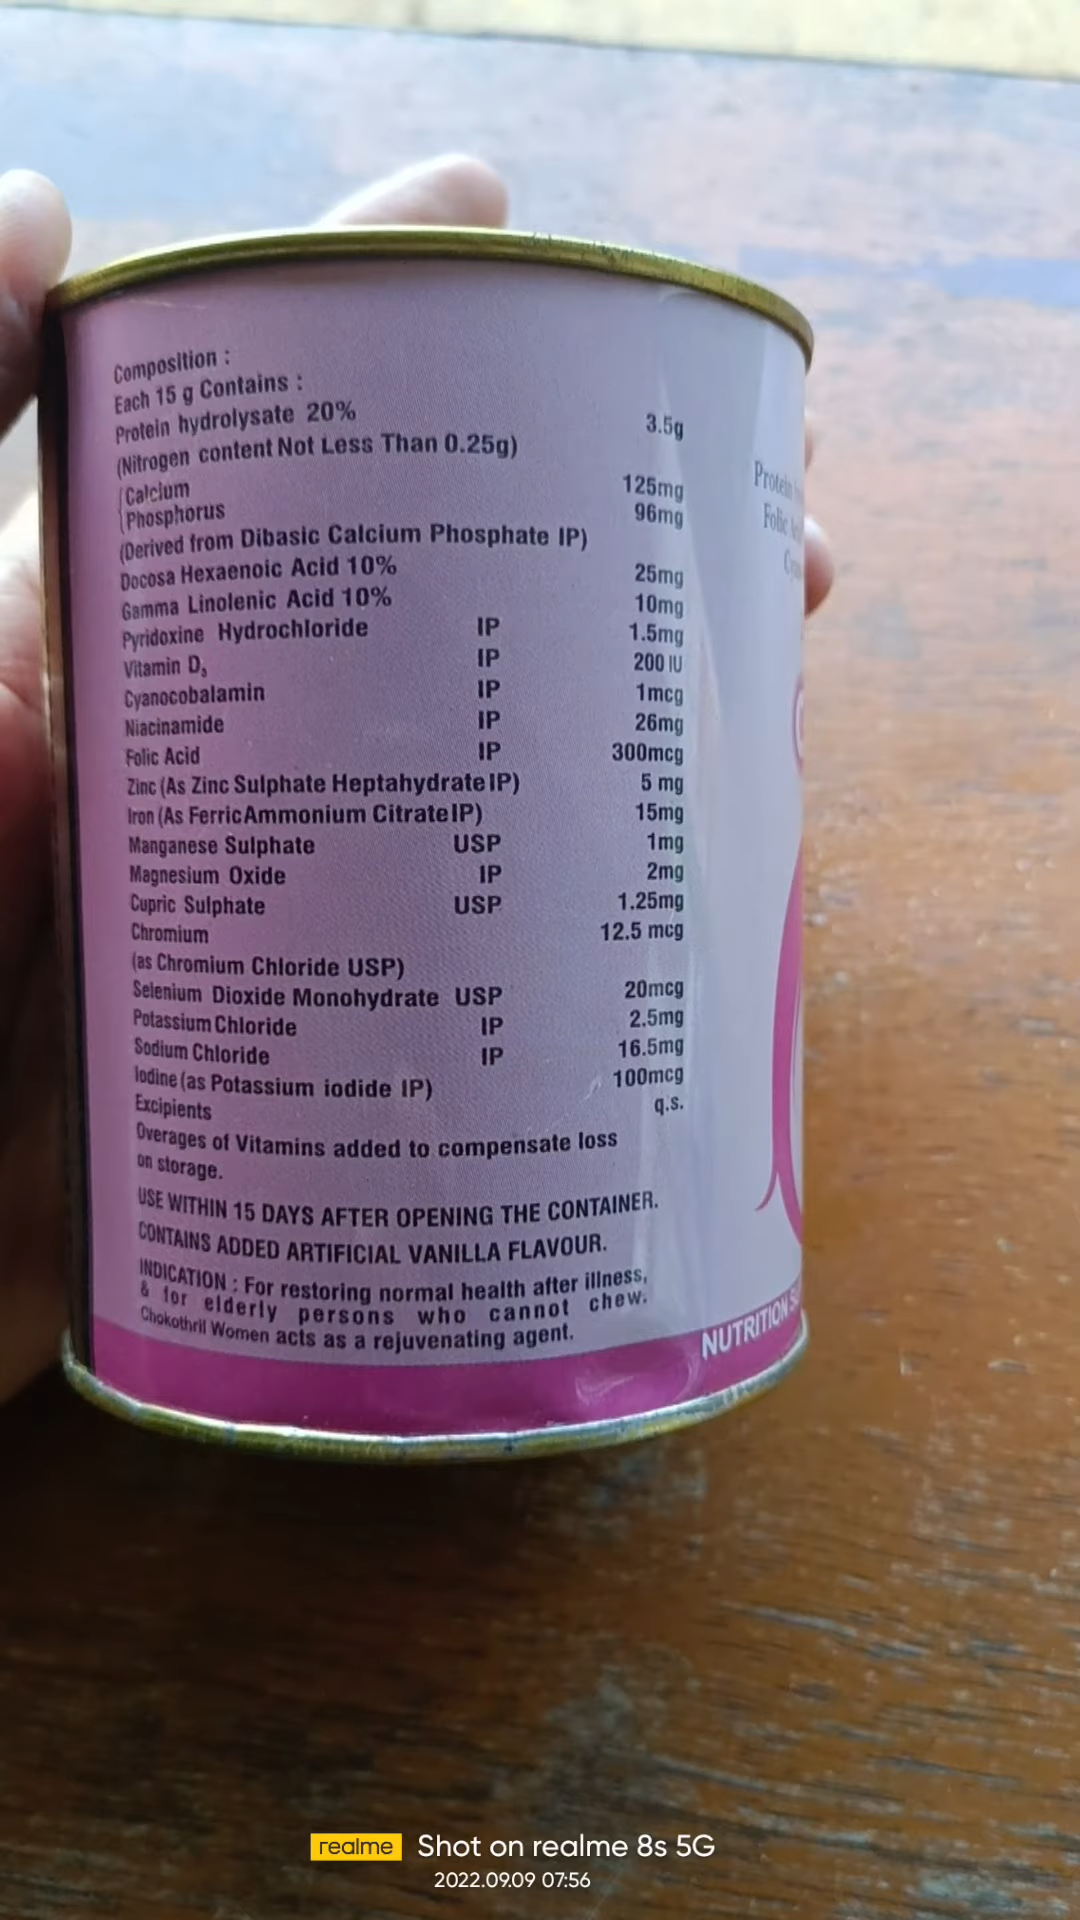 Composition :
Each 15 g Contains :
Protein hydrolysate 20% 3.5g
(Nitrogen content Not Less Than 0.25g)
Calcium 125mg
Phosphorus 96mg
(Derived from Dibasic Calcium Phosphate IP)
Docosa Hexaenoic Acid 10% 25mg
Gamma Linolenic Acid 10% 10mg
Pyridoxine Hydrochloride IP 1.5mg
Vitamin D₃ IP 200 IU
Cyanocobalamin IP 1mcg
Niacinamide IP 26mg
Folic Acid IP 300mcg
Zinc (As Zinc Sulphate Heptahydrate IP) 5 mg
Iron (As Ferric Ammonium Citrate IP) 15mg
Manganese Sulphate USP 1mg
Magnesium Oxide IP 2mg
Cupric Sulphate USP 1.25mg
Chromium 12.5 mcg
(as Chromium Chloride USP)
Selenium Dioxide Monohydrate USP 20mcg
Potassium Chloride IP 2.5mg
Sodium Chloride IP 16.5mg
Iodine (as Potassium iodide IP) 100mcg
Excipients q.s.
Overages of Vitamins added to compensate loss
on storage.
USE WITHIN 15 DAYS AFTER OPENING THE CONTAINER.
CONTAINS ADDED ARTIFICIAL VANILLA FLAVOUR.
INDICATION : For restoring normal health after illness,
& for elderly persons who cannot chew.
Chokothril Women acts as a rejuvenating agent.
Protein
Folic
NUTRITION
realme Shot on realme 8s 5G
2022.09.09 07:56